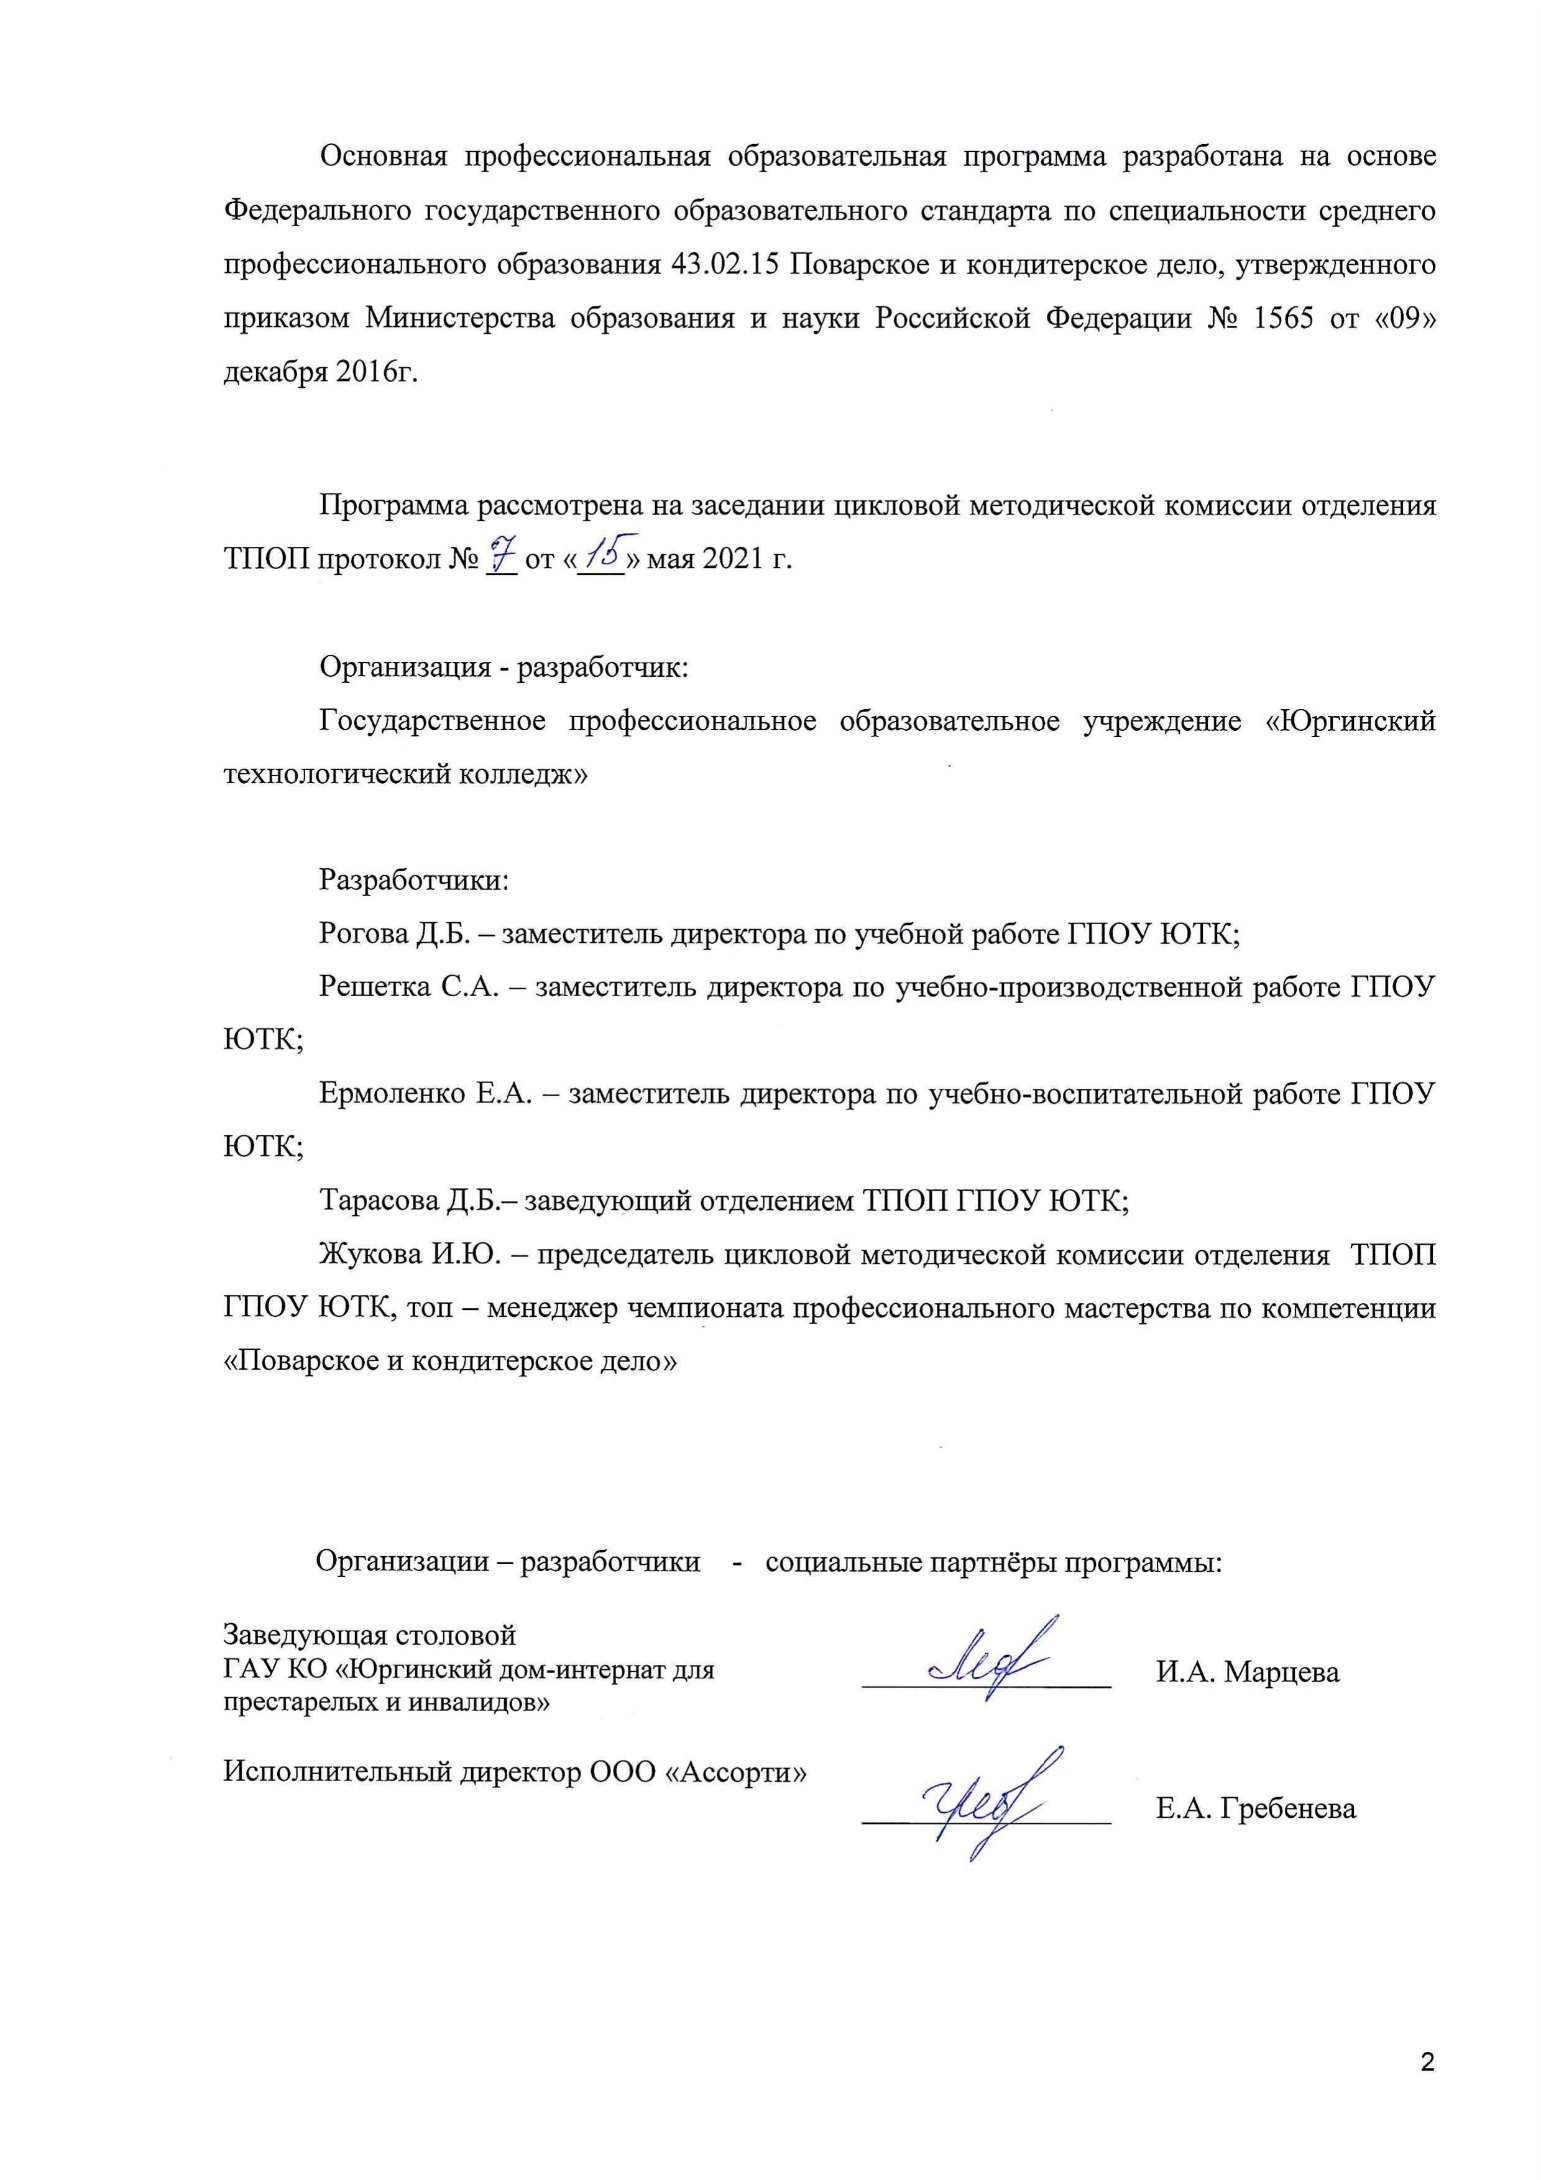 Основная профессиональная образовательная программа разработана на основе
Федерального государственного образовательного стандарта по специальности среднего
профессионального образования 43.02.15 Поварское и кондитерское дело, утвержденного
приказом Министерства образования и науки Российской Федерации № 1565 от «09»
декабря 2016г.
Программа рассмотрена на заседании цикловой методической комиссии отделения
ТПОП протокол № 7 от «15» мая 2021 г.
Организация - разработчик:
Государственное профессиональное образовательное учреждение «Юргинский
технологический колледж»
Разработчики:
Рогова Д.Б. – заместитель директора по учебной работе ГПОУ ЮТК;
Решетка С.А. – заместитель директора по учебно-производственной работе ГПОУ
ЮТК;
Ермоленко Е.А. – заместитель директора по учебно-воспитательной работе ГПОУ
ЮТК;
Тарасова Д.Б.– заведующий отделением ТПОП ГПОУ ЮТК;
Жукова И.Ю. – председатель цикловой методической комиссии отделения ТПОП
ГПОУ ЮТК, топ – менеджер чемпионата профессионального мастерства по компетенции
«Поварское и кондитерское дело»
Организации – разработчики - социальные партнёры программы:
Заведующая столовой
ГАУ КО «Юргинский дом-интернат для
престарелых и инвалидов»
И.А. Марцева
Исполнительный директор ООО «Ассорти»
Е.А. Гребенева
2